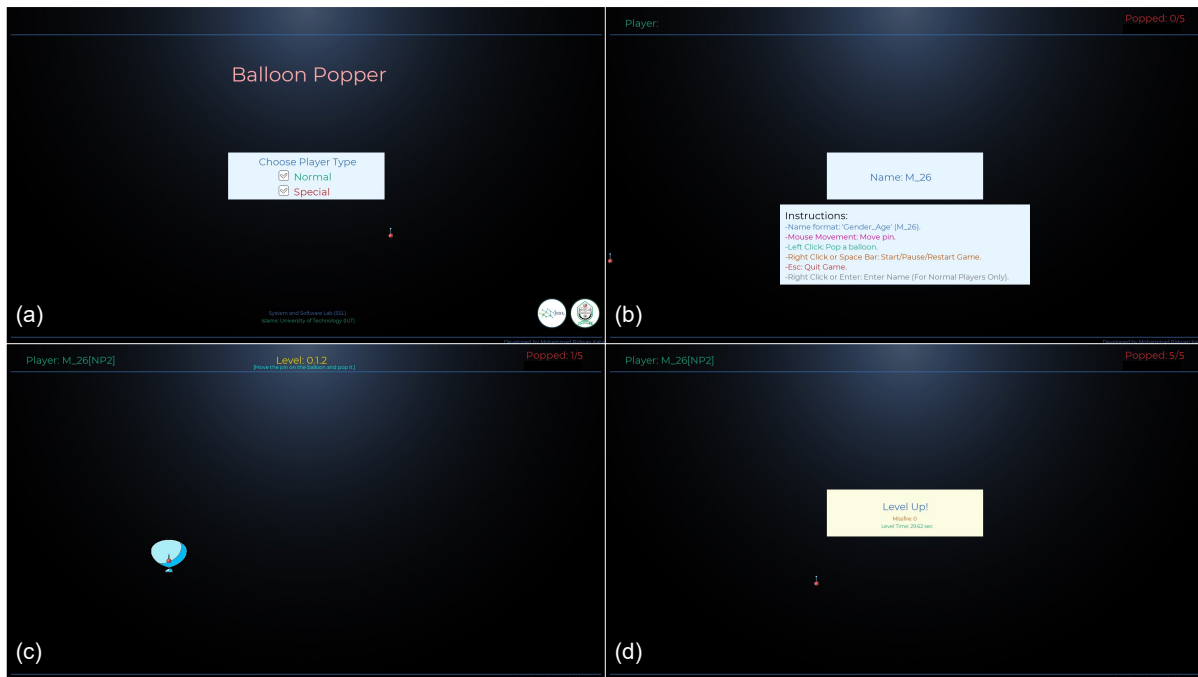 Balloon Popper
Choose Player Type
Normal
Special
System and Software Lab (SSL)
Islamic University of Technology (IUT)
(a)
Player:
Popped: 0/5
Name: M_26
Instructions:
-Name format: 'Gender_Age' (M_26).
-Mouse Movement: Move pin.
-Left Click: Pop a balloon.
-Right Click or Space Bar: Start/Pause/Restart Game.
-Esc: Quit Game.
-Right Click or Enter: Enter Name (For Normal Players Only).
(b)
Player: M_26[NP2]
Level: 0.1.2
[Move the pin on the balloon and pop it.]
Popped: 1/5
(c)
Player: M_26[NP2]
Popped: 5/5
Level Up!
Missfire: 0
Level Time: 29.62 sec
(d)